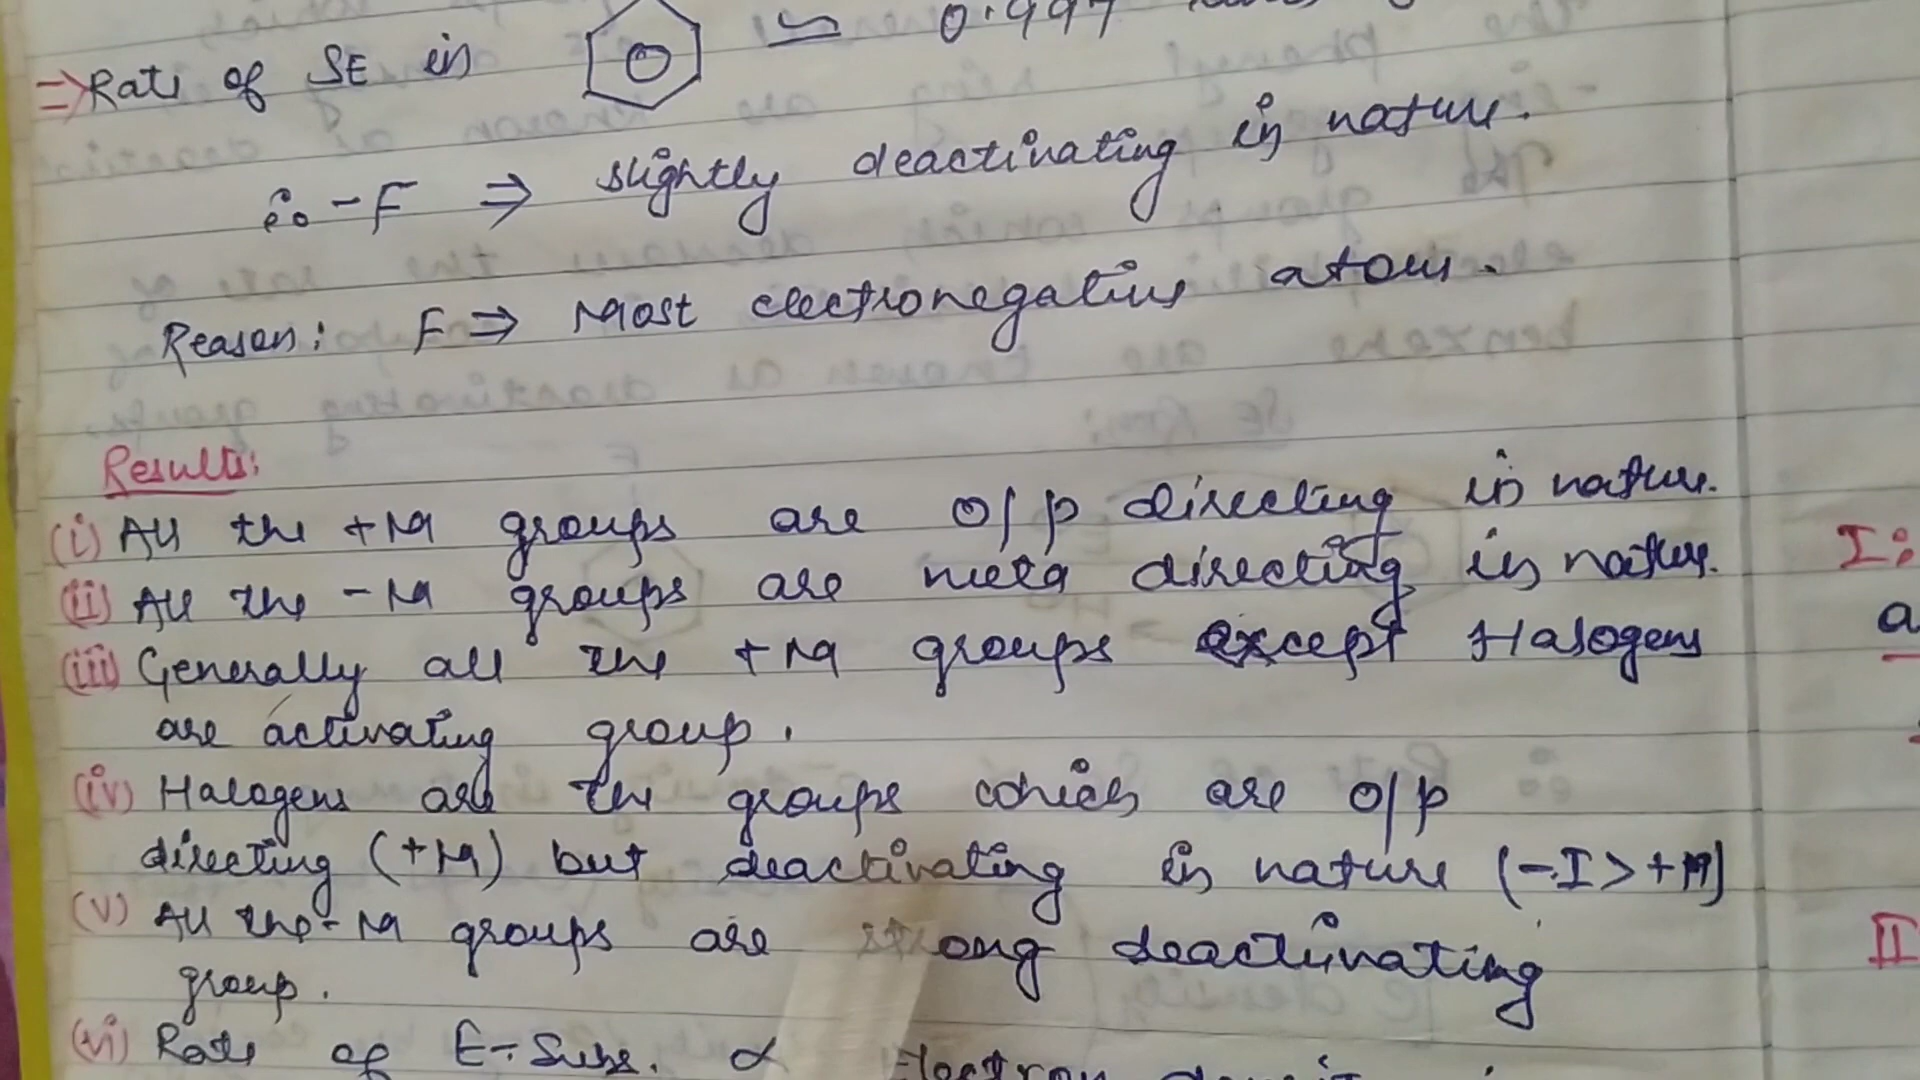 ⇒ Rate of SE in ≃ 0.997
∴ -F ⇒ slightly deactivating in nature.
Reason: F ⇒ Most electronegative atom.
Results:
(i) All the +M groups are o/p directing in nature.
(ii) All the -M groups are meta directing in nature.
(iii) Generally all the +M groups except Halogens
are activating group.
(iv) Halogens are the groups which are o/p
directing (+M) but deactivating in nature (-I > +M)
(v) All the -M groups are strong deactivating
group.
(vi) Rate of E-Subs. ∝ Electron
I:
a
II